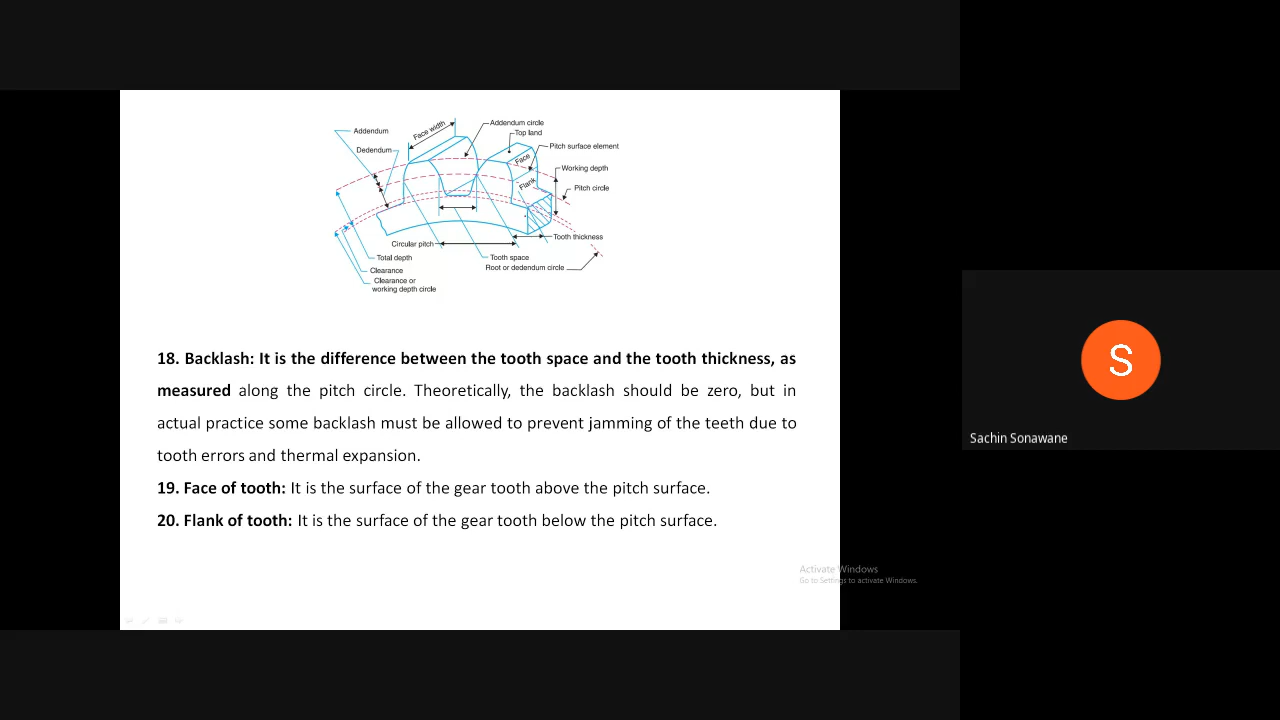 Addendum
Face width
Addendum circle
Top land
Dedendum
Pitch surface element
Face
Working depth
Flank
Pitch circle
Circular pitch
Tooth thickness
Total depth
Tooth space
Root or dedendum circle
Clearance
Clearance or
working depth circle
18. Backlash: It is the difference between the tooth space and the tooth thickness, as
measured along the pitch circle. Theoretically, the backlash should be zero, but in
actual practice some backlash must be allowed to prevent jamming of the teeth due to
tooth errors and thermal expansion.
19. Face of tooth: It is the surface of the gear tooth above the pitch surface.
20. Flank of tooth: It is the surface of the gear tooth below the pitch surface.
Activate Windows
Go to Settings to activate Windows.
S
Sachin Sonawane